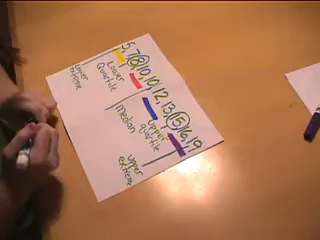 5, 7, 8, 10, 10, 12, 13, 15, 16, 19
Lower
extreme
Lower
Quartile
median
upper
quartile
upper
extreme